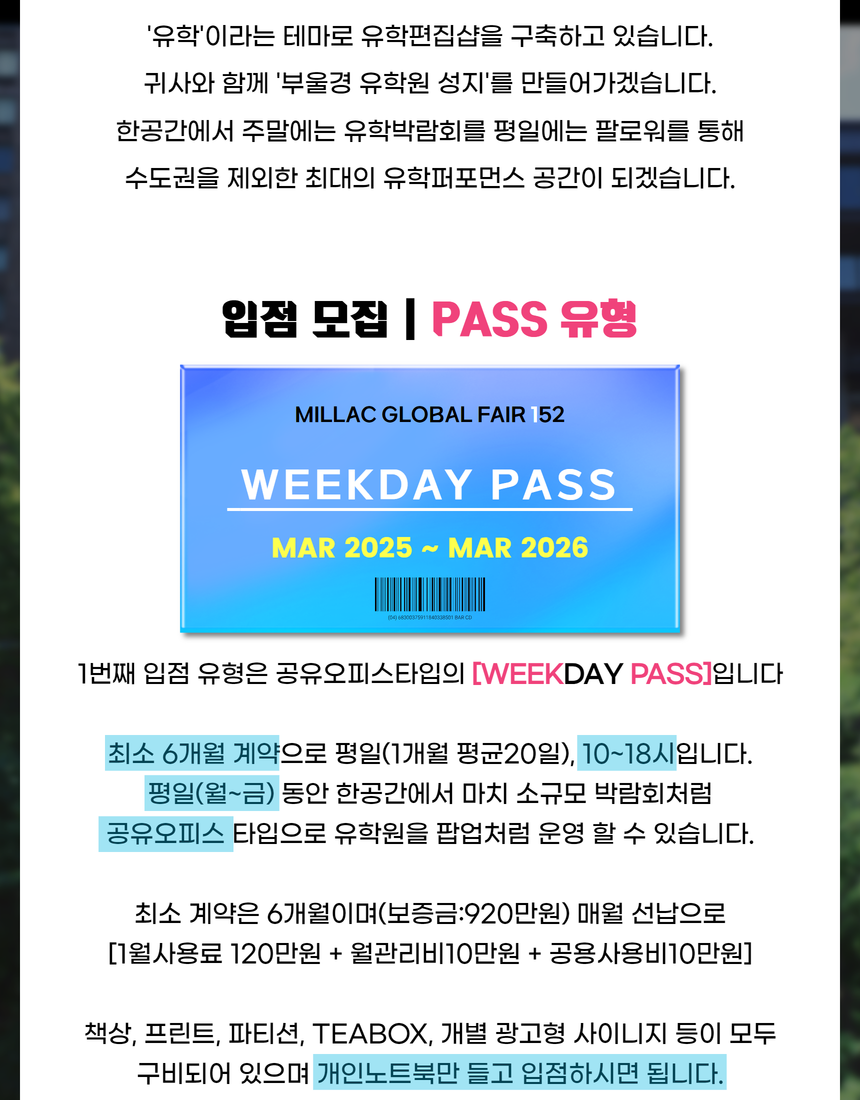 '유학'이라는 테마로 유학편집샵을 구축하고 있습니다.
귀사와 함께 '부울경 유학원 성지'를 만들어가겠습니다.
한공간에서 주말에는 유학박람회를 평일에는 팔로워를 통해
수도권을 제외한 최대의 유학퍼포먼스 공간이 되겠습니다.
입점 모집 | PASS 유형
MILLAC GLOBAL FAIR 152
WEEKDAY PASS
MAR 2025 ~ MAR 2026
1번째 입점 유형은 공유오피스타입의 [WEEKDAY PASS]입니다
최소 6개월 계약으로 평일(1개월 평균20일), 10~18시입니다.
평일(월~금) 동안 한공간에서 마치 소규모 박람회처럼
공유오피스 타입으로 유학원을 팝업처럼 운영 할 수 있습니다.
최소 계약은 6개월이며(보증금:920만원) 매월 선납으로
[1월사용료 120만원 + 월관리비10만원 + 공용사용비10만원]
책상, 프린트, 파티션, TEABOX, 개별 광고형 사이니지 등이 모두
구비되어 있으며 개인노트북만 들고 입점하시면 됩니다.